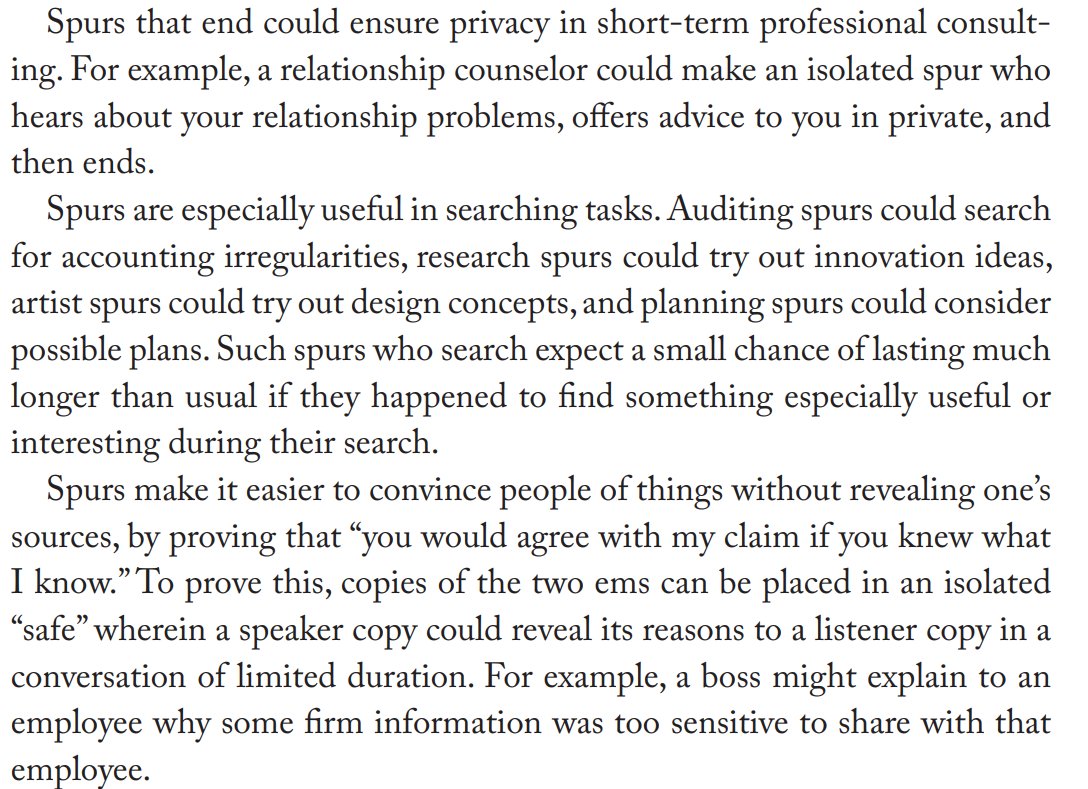 Spurs that end could ensure privacy in short-term professional consult-
ing. For example, a relationship counselor could make an isolated spur who
hears about your relationship problems, offers advice to you in private, and
then ends.
Spurs are especially useful in searching tasks. Auditing spurs could search
for accounting irregularities, research spurs could try out innovation ideas,
artist spurs could try out design concepts, and planning spurs could consider
possible plans. Such spurs who search expect a small chance of lasting much
longer than usual if they happened to find something especially useful or
interesting during their search.
Spurs make it easier to convince people of things without revealing one’s
sources, by proving that “you would agree with my claim if you knew what
I know.” To prove this, copies of the two ems can be placed in an isolated
“safe” wherein a speaker copy could reveal its reasons to a listener copy in a
conversation of limited duration. For example, a boss might explain to an
employee why some firm information was too sensitive to share with that
employee.